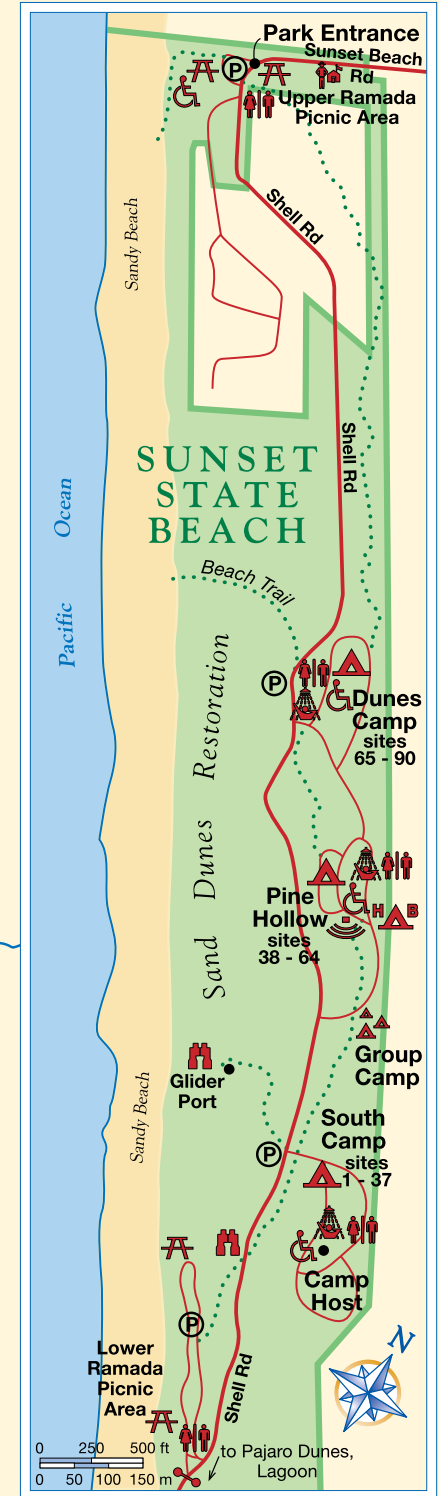 Park Entrance
Sunset Beach
Rd
P
Upper Ramada
Picnic Area
Sandy Beach
Shell Rd
SUNSET
STATE
BEACH
Shell Rd
Pacific Ocean
Beach Trail
Sand Dunes Restoration
P
Dunes
Camp
sites
65 - 90
Pine
Hollow
sites
38 - 64
H
B
Group
Camp
Glider
Port
Sandy Beach
South
Camp
sites
1 - 37
P
Camp
Host
P
Lower
Ramada
Picnic
Area
Shell Rd
N
to Pajaro Dunes,
Lagoon
0 250 500 ft
0 50 100 150 m